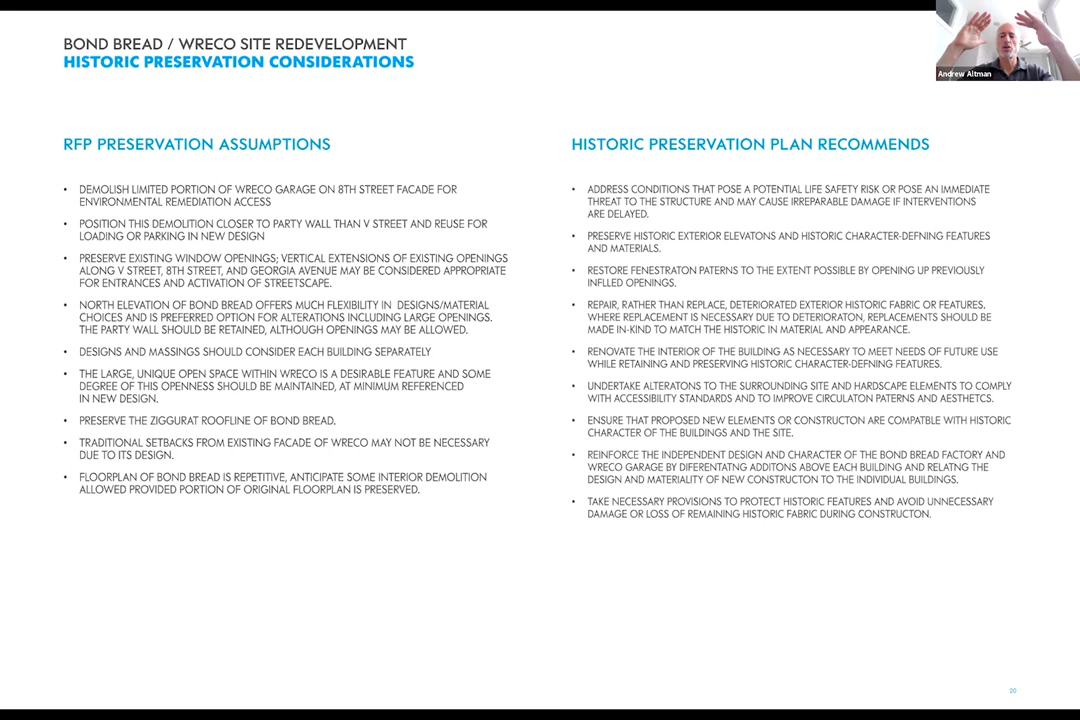 BOND BREAD / WRECO SITE REDEVELOPMENT
HISTORIC PRESERVATION CONSIDERATIONS
Andrew Altman
RFP PRESERVATION ASSUMPTIONS
• DEMOLISH LIMITED PORTION OF WRECO GARAGE ON 8TH STREET FACADE FOR
ENVIRONMENTAL REMEDIATION ACCESS
• POSITION THIS DEMOLITION CLOSER TO PARTY WALL THAN V STREET AND REUSE FOR
LOADING OR PARKING IN NEW DESIGN
• PRESERVE EXISTING WINDOW OPENINGS; VERTICAL EXTENSIONS OF EXISTING OPENINGS
ALONG V STREET, 8TH STREET, AND GEORGIA AVENUE MAY BE CONSIDERED APPROPRIATE
FOR ENTRANCES AND ACTIVATION OF STREETSCAPE.
• NORTH ELEVATION OF BOND BREAD OFFERS MUCH FLEXIBILITY IN DESIGNS/MATERIAL
CHOICES AND IS PREFERRED OPTION FOR ALTERATIONS INCLUDING LARGE OPENINGS.
THE PARTY WALL SHOULD BE RETAINED, ALTHOUGH OPENINGS MAY BE ALLOWED.
• DESIGNS AND MASSINGS SHOULD CONSIDER EACH BUILDING SEPARATELY
• THE LARGE, UNIQUE OPEN SPACE WITHIN WRECO IS A DESIRABLE FEATURE AND SOME
DEGREE OF THIS OPENNESS SHOULD BE MAINTAINED, AT MINIMUM REFERENCED
IN NEW DESIGN.
• PRESERVE THE ZIGGURAT ROOFLINE OF BOND BREAD.
• TRADITIONAL SETBACKS FROM EXISTING FACADE OF WRECO MAY NOT BE NECESSARY
DUE TO ITS DESIGN.
• FLOORPLAN OF BOND BREAD IS REPETITIVE, ANTICIPATE SOME INTERIOR DEMOLITION
ALLOWED PROVIDED PORTION OF ORIGINAL FLOORPLAN IS PRESERVED.
HISTORIC PRESERVATION PLAN RECOMMENDS
• ADDRESS CONDITIONS THAT POSE A POTENTIAL LIFE SAFETY RISK OR POSE AN IMMEDIATE
THREAT TO THE STRUCTURE AND MAY CAUSE IRREPARABLE DAMAGE IF INTERVENTIONS
ARE DELAYED.
• PRESERVE HISTORIC EXTERIOR ELEVATONS AND HISTORIC CHARACTER-DEFNING FEATURES
AND MATERIALS.
• RESTORE FENESTRATON PATERNS TO THE EXTENT POSSIBLE BY OPENING UP PREVIOUSLY
INFLLED OPENINGS.
• REPAIR, RATHER THAN REPLACE, DETERIORATED EXTERIOR HISTORIC FABRIC OR FEATURES.
WHERE REPLACEMENT IS NECESSARY DUE TO DETERIORATON, REPLACEMENTS SHOULD BE
MADE IN-KIND TO MATCH THE HISTORIC IN MATERIAL AND APPEARANCE.
• RENOVATE THE INTERIOR OF THE BUILDING AS NECESSARY TO MEET NEEDS OF FUTURE USE
WHILE RETAINING AND PRESERVING HISTORIC CHARACTER-DEFNING FEATURES.
• UNDERTAKE ALTERATONS TO THE SURROUNDING SITE AND HARDSCAPE ELEMENTS TO COMPLY
WITH ACCESSIBILITY STANDARDS AND TO IMPROVE CIRCULATON PATERNS AND AESTHETCS.
• ENSURE THAT PROPOSED NEW ELEMENTS OR CONSTRUCTON ARE COMPATBLE WITH HISTORIC
CHARACTER OF THE BUILDINGS AND THE SITE.
• REINFORCE THE INDEPENDENT DESIGN AND CHARACTER OF THE BOND BREAD FACTORY AND
WRECO GARAGE BY DIFERENTATNG ADDITONS ABOVE EACH BUILDING AND RELATNG THE
DESIGN AND MATERIALITY OF NEW CONSTRUCTON TO THE INDIVIDUAL BUILDINGS.
• TAKE NECESSARY PROVISIONS TO PROTECT HISTORIC FEATURES AND AVOID UNNECESSARY
DAMAGE OR LOSS OF REMAINING HISTORIC FABRIC DURING CONSTRUCTON.
20